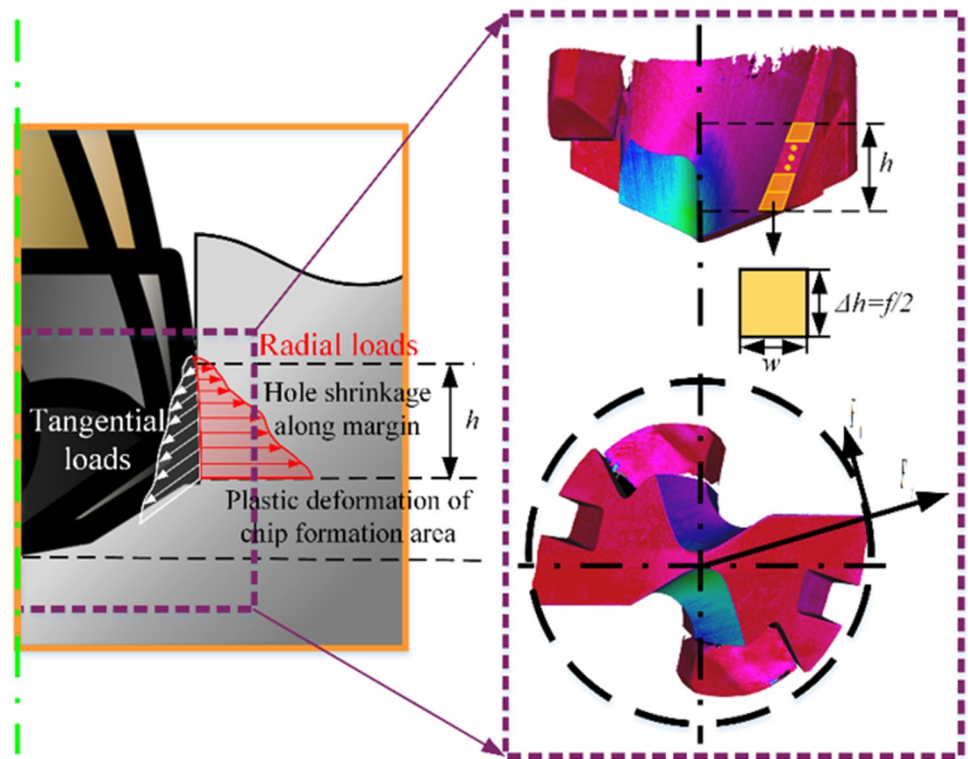 Radial loads
Hole shrinkage
along margin
h
Tangential
loads
Plastic deformation of
chip formation area
h
Δh=f/2
w